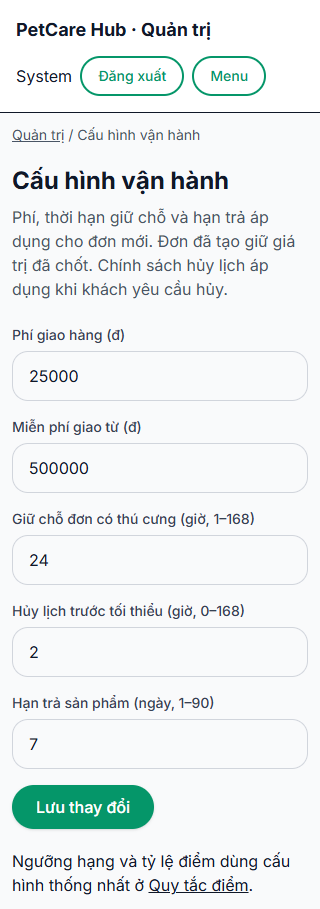 PetCare Hub · Quản trị
System
Đăng xuất
Menu
Quản trị / Cấu hình vận hành
Cấu hình vận hành
Phí, thời hạn giữ chỗ và hạn trả áp
dụng cho đơn mới. Đơn đã tạo giữ giá
trị đã chốt. Chính sách hủy lịch áp
dụng khi khách yêu cầu hủy.
Phí giao hàng (đ)
25000
Miễn phí giao từ (đ)
500000
Giữ chỗ đơn có thú cưng (giờ, 1–168)
24
Hủy lịch trước tối thiểu (giờ, 0–168)
2
Hạn trả sản phẩm (ngày, 1–90)
7
Lưu thay đổi
Ngưỡng hạng và tỷ lệ điểm dùng cấu
hình thống nhất ở Quy tắc điểm.